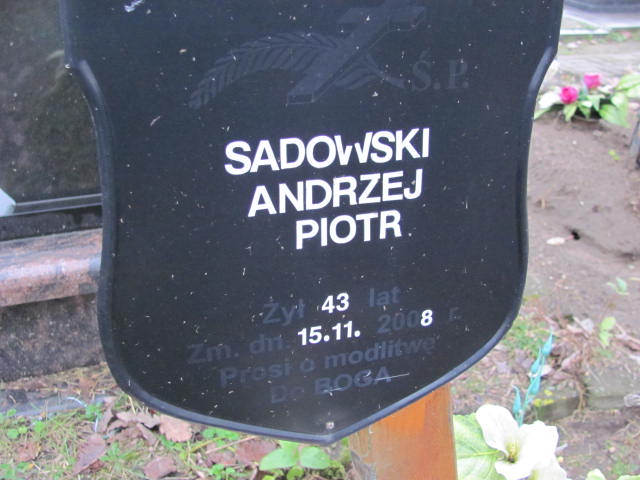 Ś.P.
SADOWSKI
ANDRZEJ
PIOTR
Żył 43 lat
Zm. dn. 15.11. 2008 r.
Prosi o modlitwę
Do BOGA